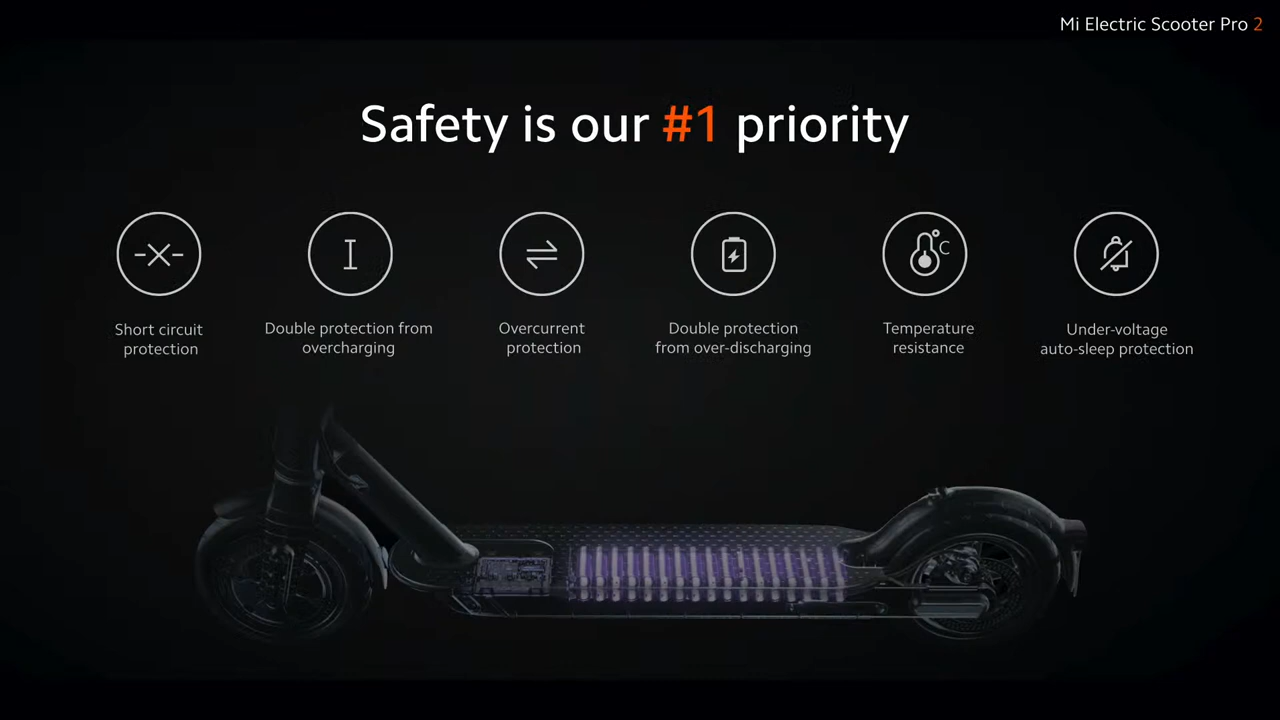 Mi Electric Scooter Pro 2
Safety is our #1 priority
Short circuit
protection
Double protection from
overcharging
Overcurrent
protection
Double protection
from over-discharging
°C
Temperature
resistance
Under-voltage
auto-sleep protection